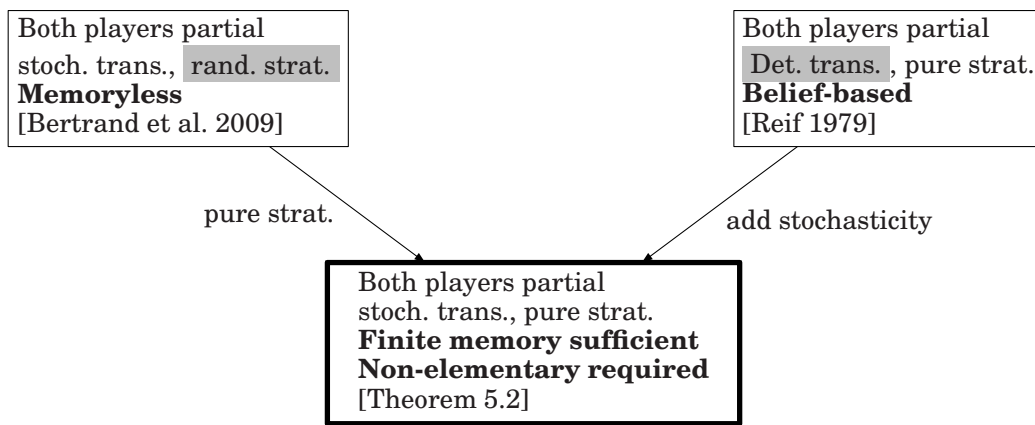 Both players partial
stoch. trans., rand. strat.
Memoryless
[Bertrand et al. 2009]
Both players partial
Det. trans. , pure strat.
Belief-based
[Reif 1979]
pure strat.
add stochasticity
Both players partial
stoch. trans., pure strat.
Finite memory sufficient
Non-elementary required
[Theorem 5.2]